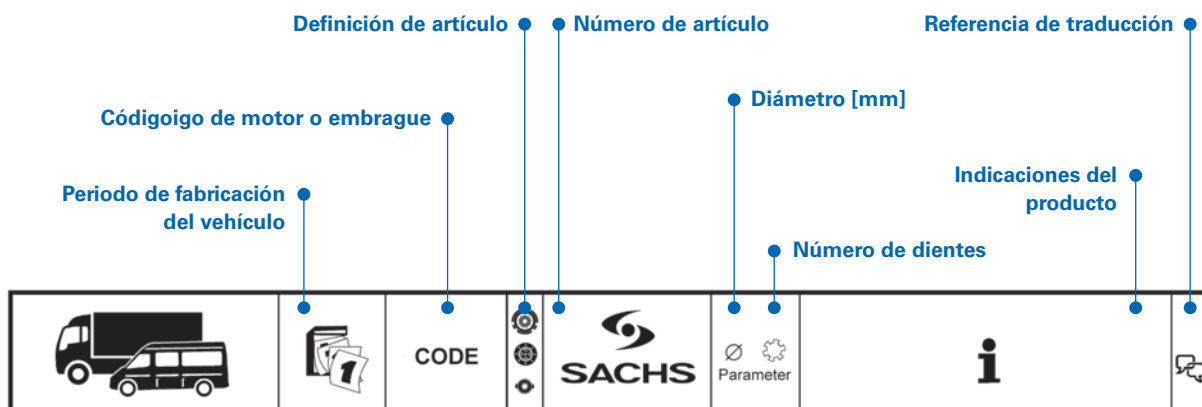 Definición de artículo
Número de artículo
Referencia de traducción
Diámetro [mm]
Códigoigo de motor o embrague
Indicaciones del
producto
Periodo de fabricación
del vehículo
Número de dientes
1
CODE
SACHS
Ø
Parameter
i